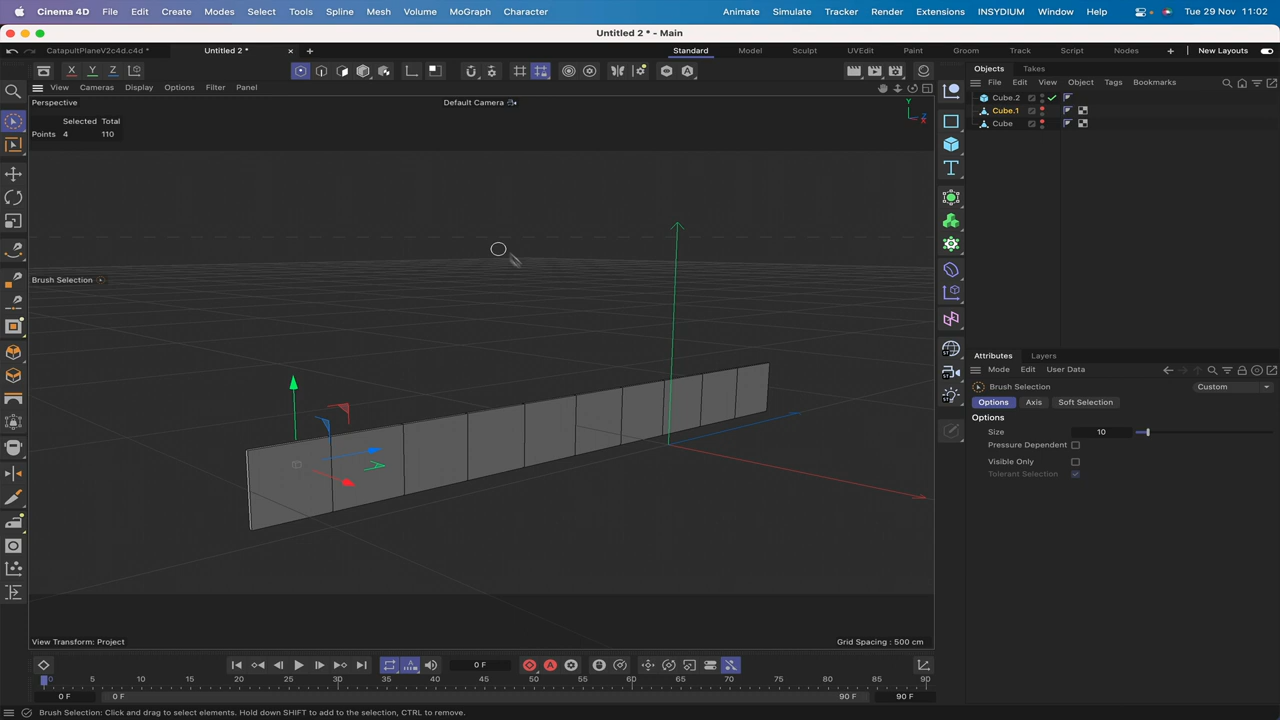 Cinema 4D File Edit Create Modes Select Tools Spline Mesh Volume MoGraph Character Animate Simulate Tracker Render Extensions INSYDIUM Window Help Tue 29 Nov 11:02
Untitled 2 * - Main
CatapultPlaneV2c4d.c4d * Untitled 2 * Standard Model Sculpt UVEdit Paint Groom Track Script Nodes New Layouts
X Y Z
Objects Takes
View Cameras Display Options Filter Panel
File Edit View Object Tags Bookmarks
Perspective Default Camera
Y
X Z
Cube.2
Cube.1
Cube
Selected Total
Points 4 110
Brush Selection
Attributes Layers
Mode Edit User Data
Brush Selection Custom
Options Axis Soft Selection
Options
Size 10
Pressure Dependent
Visible Only
Tolerant Selection
View Transform: Project Grid Spacing : 500 cm
0 F
0 5 10 15 20 25 30 35 40 45 50 55 60 65 70 75 80 85 90
0 F 0 F 90 F 90 F
Brush Selection: Click and drag to select elements. Hold down SHIFT to add to the selection, CTRL to remove.